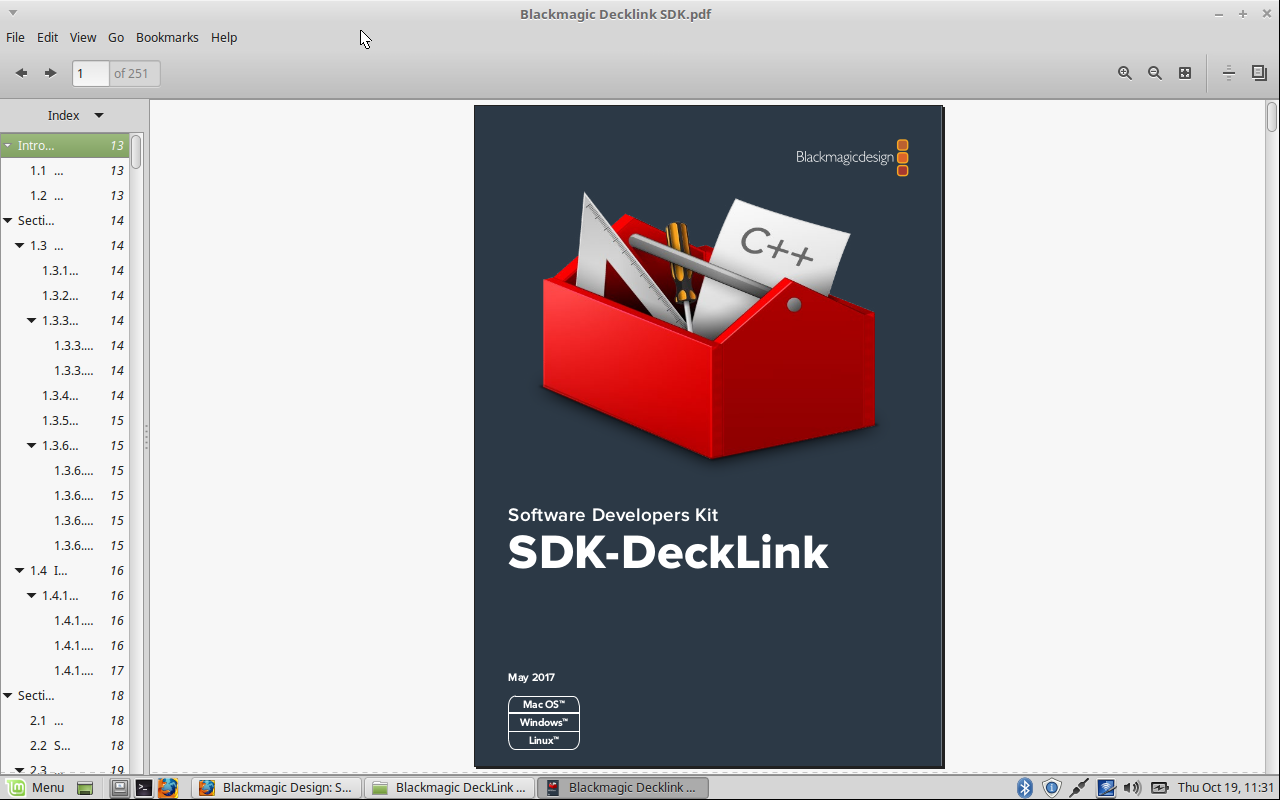 Blackmagic Decklink SDK.pdf
File Edit View Go Bookmarks Help
1 of 251
Index
Intro... 13
1.1 ... 13
1.2 ... 13
Secti... 14
1.3 ... 14
1.3.1... 14
1.3.2... 14
1.3.3... 14
1.3.3.... 14
1.3.3.... 14
1.3.4... 14
1.3.5... 15
1.3.6... 15
1.3.6.... 15
1.3.6.... 15
1.3.6.... 15
1.3.6.... 15
1.4 I... 16
1.4.1... 16
1.4.1.... 16
1.4.1.... 16
1.4.1.... 17
Secti... 18
2.1 ... 18
2.2 S... 18
2.3 ... 19
Blackmagicdesign
C++
Software Developers Kit
SDK-DeckLink
May 2017
Mac OS™
Windows™
Linux™
Menu
Blackmagic Design: S...
Blackmagic DeckLink ...
Blackmagic Decklink ...
Thu Oct 19, 11:31